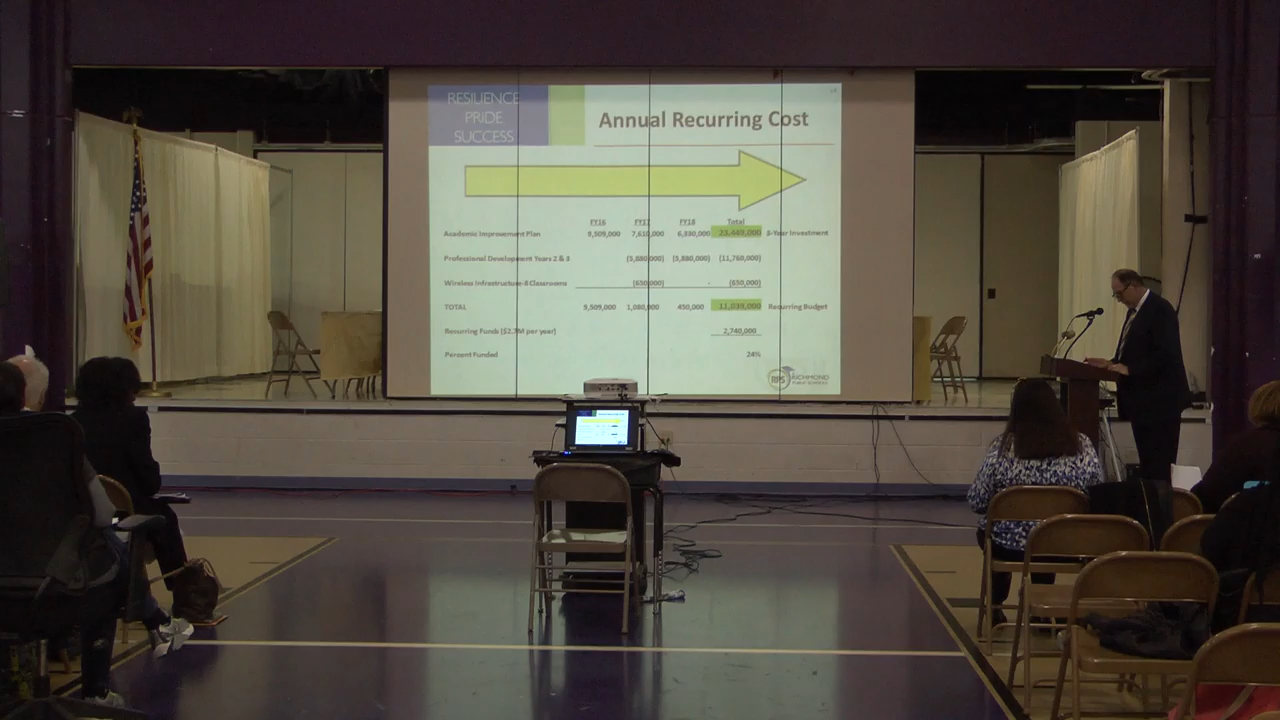 RESILIENCE
PRIDE
SUCCESS
Annual Recurring Cost
FY16 FY17 FY18 Total
Academic Improvement Plan 9,509,000 7,610,000 6,330,000 23,449,000 3-Year Investment
Professional Development Years 2 & 3 (5,880,000) (5,880,000) (11,760,000)
Wireless Infrastructure-8 Classrooms (650,000) - (650,000)
TOTAL 9,509,000 1,080,000 450,000 11,039,000 Recurring Budget
Recurring Funds ($2.7M per year) 2,740,000
Percent Funded 24%
RPS RICHMOND
PUBLIC SCHOOLS